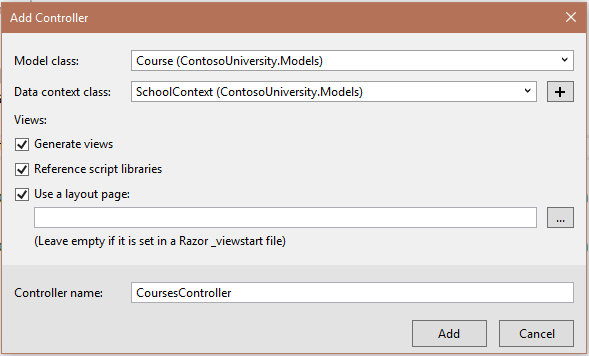 Add Controller
Model class: Course (ContosoUniversity.Models)
Data context class: SchoolContext (ContosoUniversity.Models) +
Views:
Generate views
Reference script libraries
Use a layout page:
...
(Leave empty if it is set in a Razor _viewstart file)
Controller name: CoursesController
Add Cancel